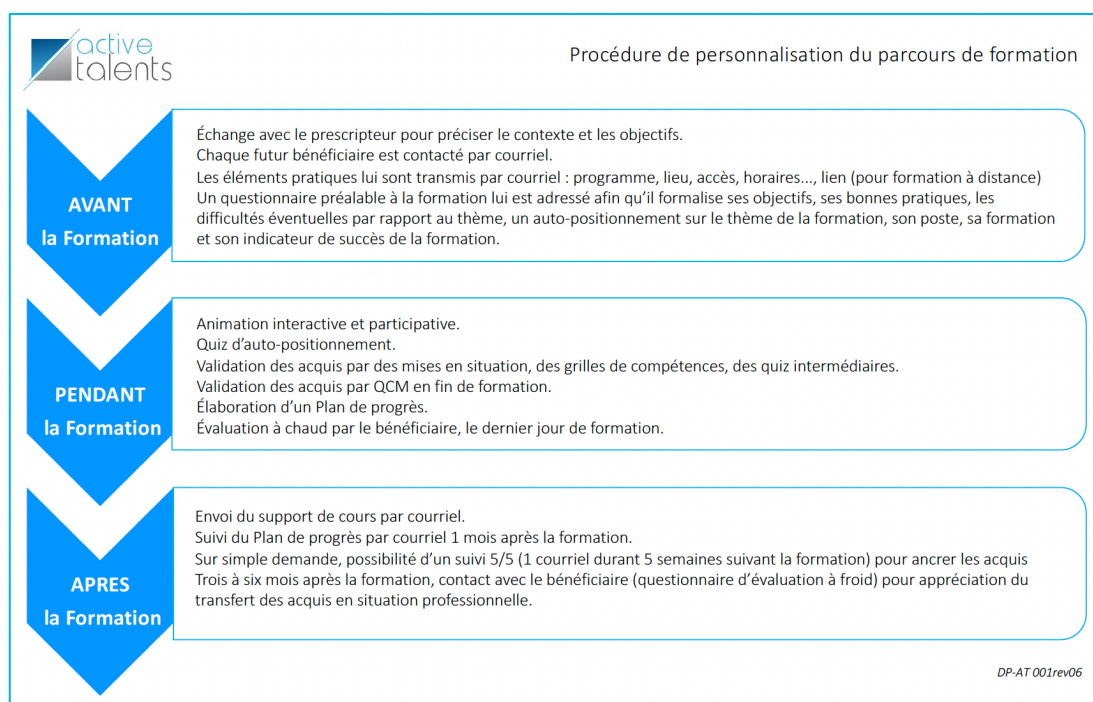 active
talents
Procédure de personnalisation du parcours de formation
AVANT
la Formation
Échange avec le prescripteur pour préciser le contexte et les objectifs.
Chaque futur bénéficiaire est contacté par courriel.
Les éléments pratiques lui sont transmis par courriel : programme, lieu, accès, horaires..., lien (pour formation à distance)
Un questionnaire préalable à la formation lui est adressé afin qu’il formalise ses objectifs, ses bonnes pratiques, les
difficultés éventuelles par rapport au thème, un auto-positionnement sur le thème de la formation, son poste, sa formation
et son indicateur de succès de la formation.
PENDANT
la Formation
Animation interactive et participative.
Quiz d’auto-positionnement.
Validation des acquis par des mises en situation, des grilles de compétences, des quiz intermédiaires.
Validation des acquis par QCM en fin de formation.
Élaboration d’un Plan de progrès.
Évaluation à chaud par le bénéficiaire, le dernier jour de formation.
APRES
la Formation
Envoi du support de cours par courriel.
Suivi du Plan de progrès par courriel 1 mois après la formation.
Sur simple demande, possibilité d’un suivi 5/5 (1 courriel durant 5 semaines suivant la formation) pour ancrer les acquis
Trois à six mois après la formation, contact avec le bénéficiaire (questionnaire d’évaluation à froid) pour appréciation du
transfert des acquis en situation professionnelle.
DP-AT 001rev06